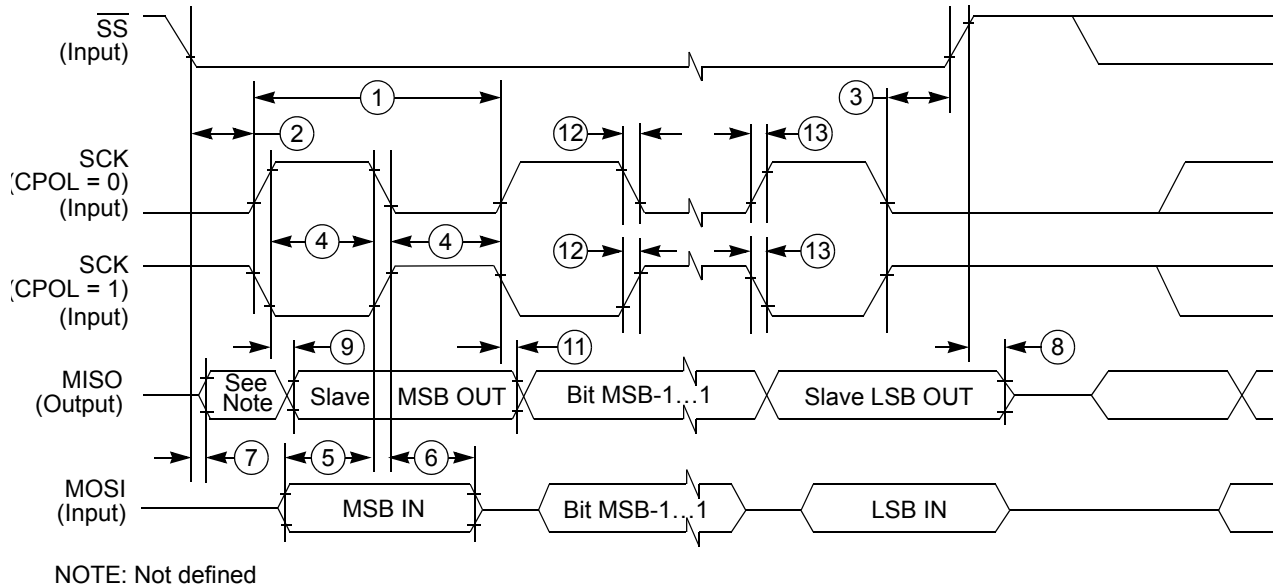 SS
(Input)
1
3
2
12
13
SCK
(CPOL = 0)
(Input)
4
4
12
13
SCK
(CPOL = 1)
(Input)
9
11
8
MISO
(Output)
See
Note
Slave
MSB OUT
Bit MSB-1…1
Slave LSB OUT
7
5
6
MOSI
(Input)
MSB IN
Bit MSB-1…1
LSB IN
NOTE: Not defined